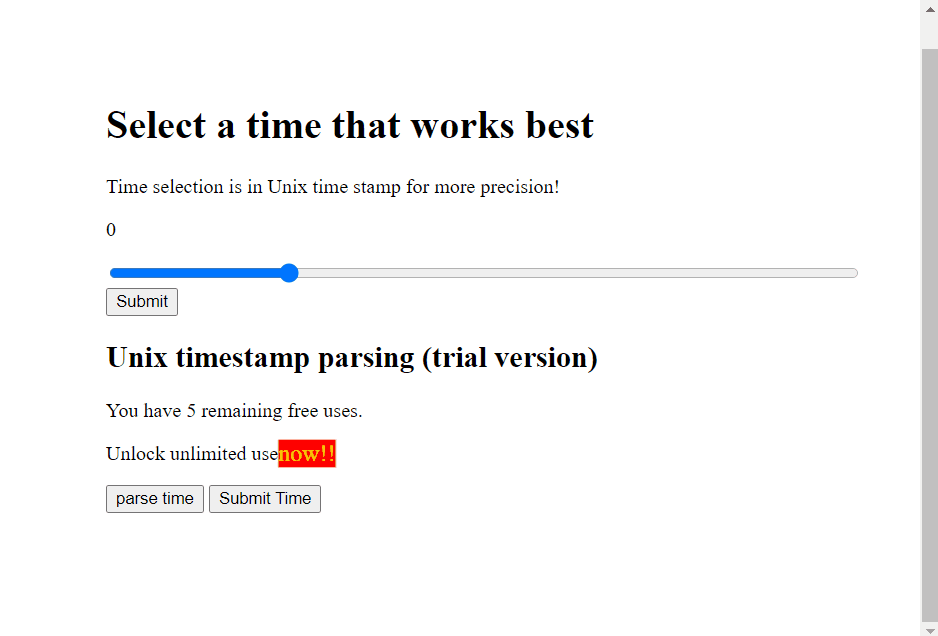 Select a time that works best
Time selection is in Unix time stamp for more precision!
0
Submit
Unix timestamp parsing (trial version)
You have 5 remaining free uses.
Unlock unlimited usenow!!
parse time Submit Time